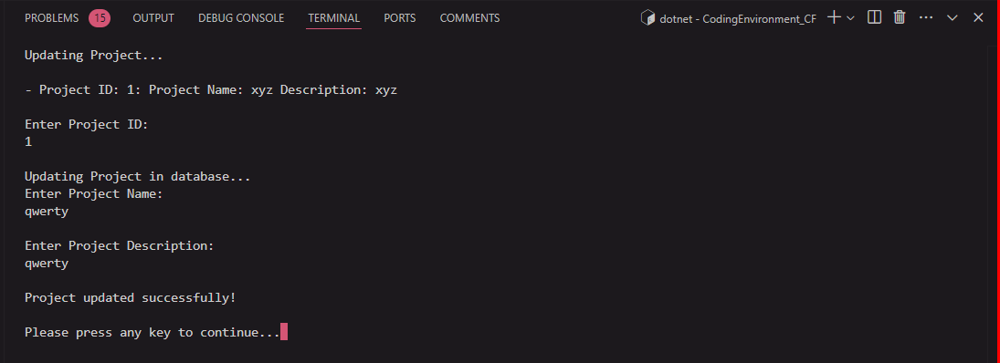 PROBLEMS 15 OUTPUT DEBUG CONSOLE TERMINAL PORTS COMMENTS dotnet - CodingEnvironment_CF
Updating Project...
- Project ID: 1: Project Name: xyz Description: xyz
Enter Project ID:
1
Updating Project in database...
Enter Project Name:
qwerty
Enter Project Description:
qwerty
Project updated successfully!
Please press any key to continue...